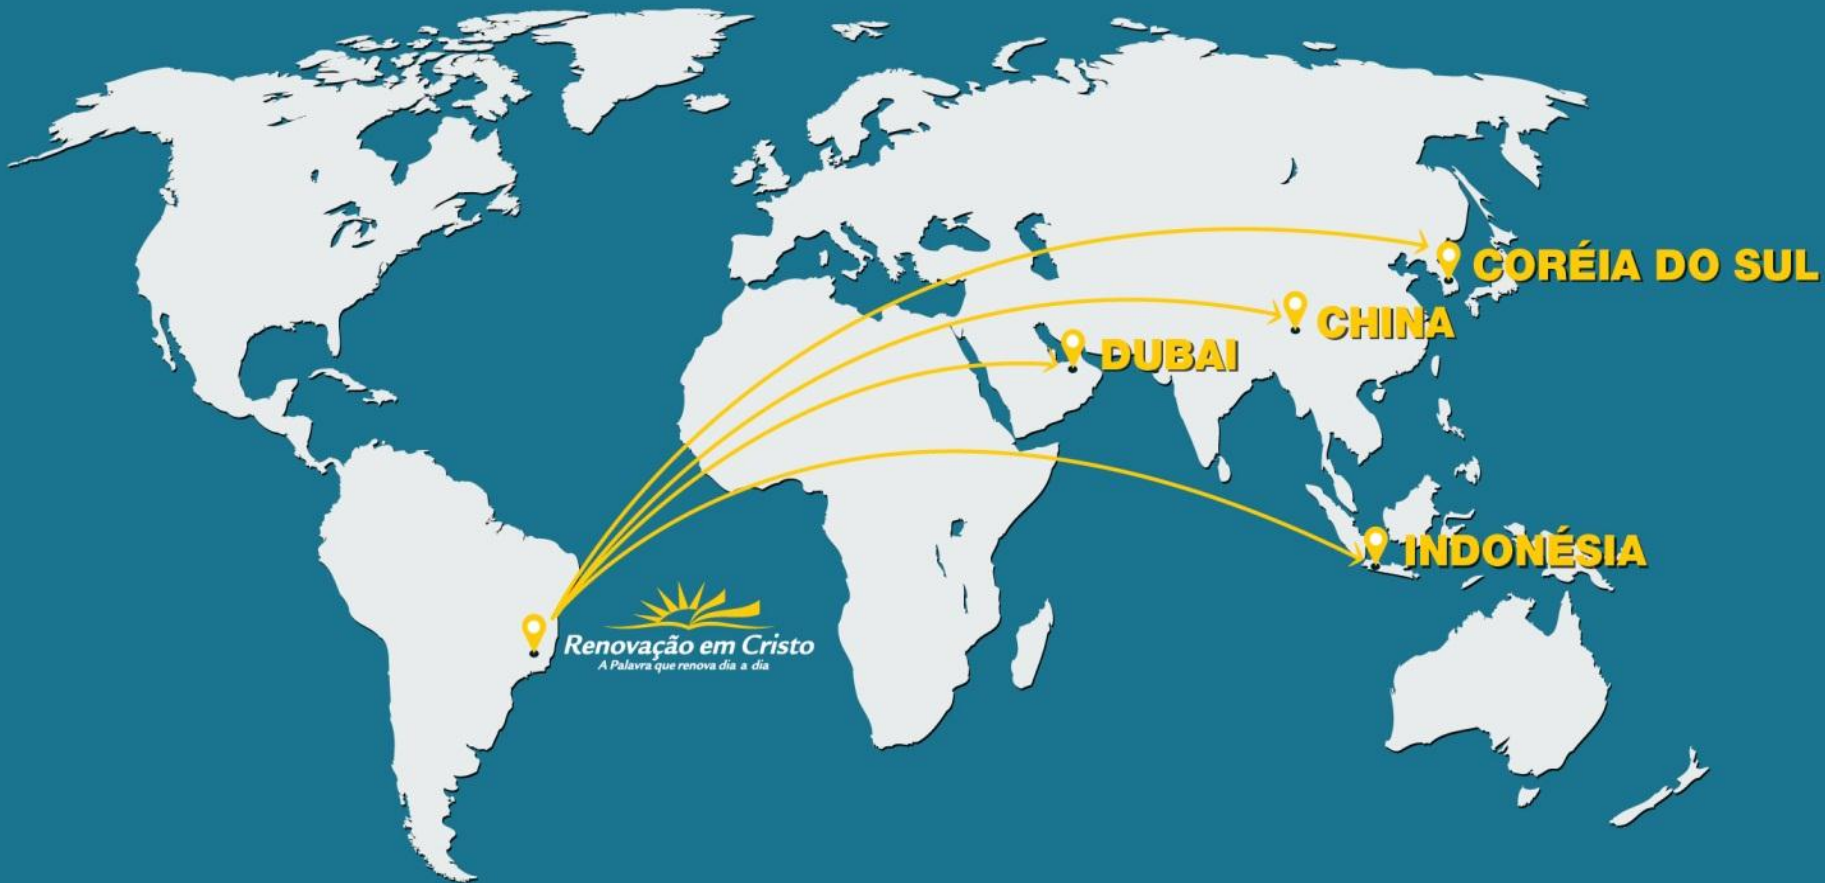 CORÉIA DO SUL
CHINA
DUBAI
INDONÉSIA
Renovação em Cristo
A Palavra que renova dia a dia